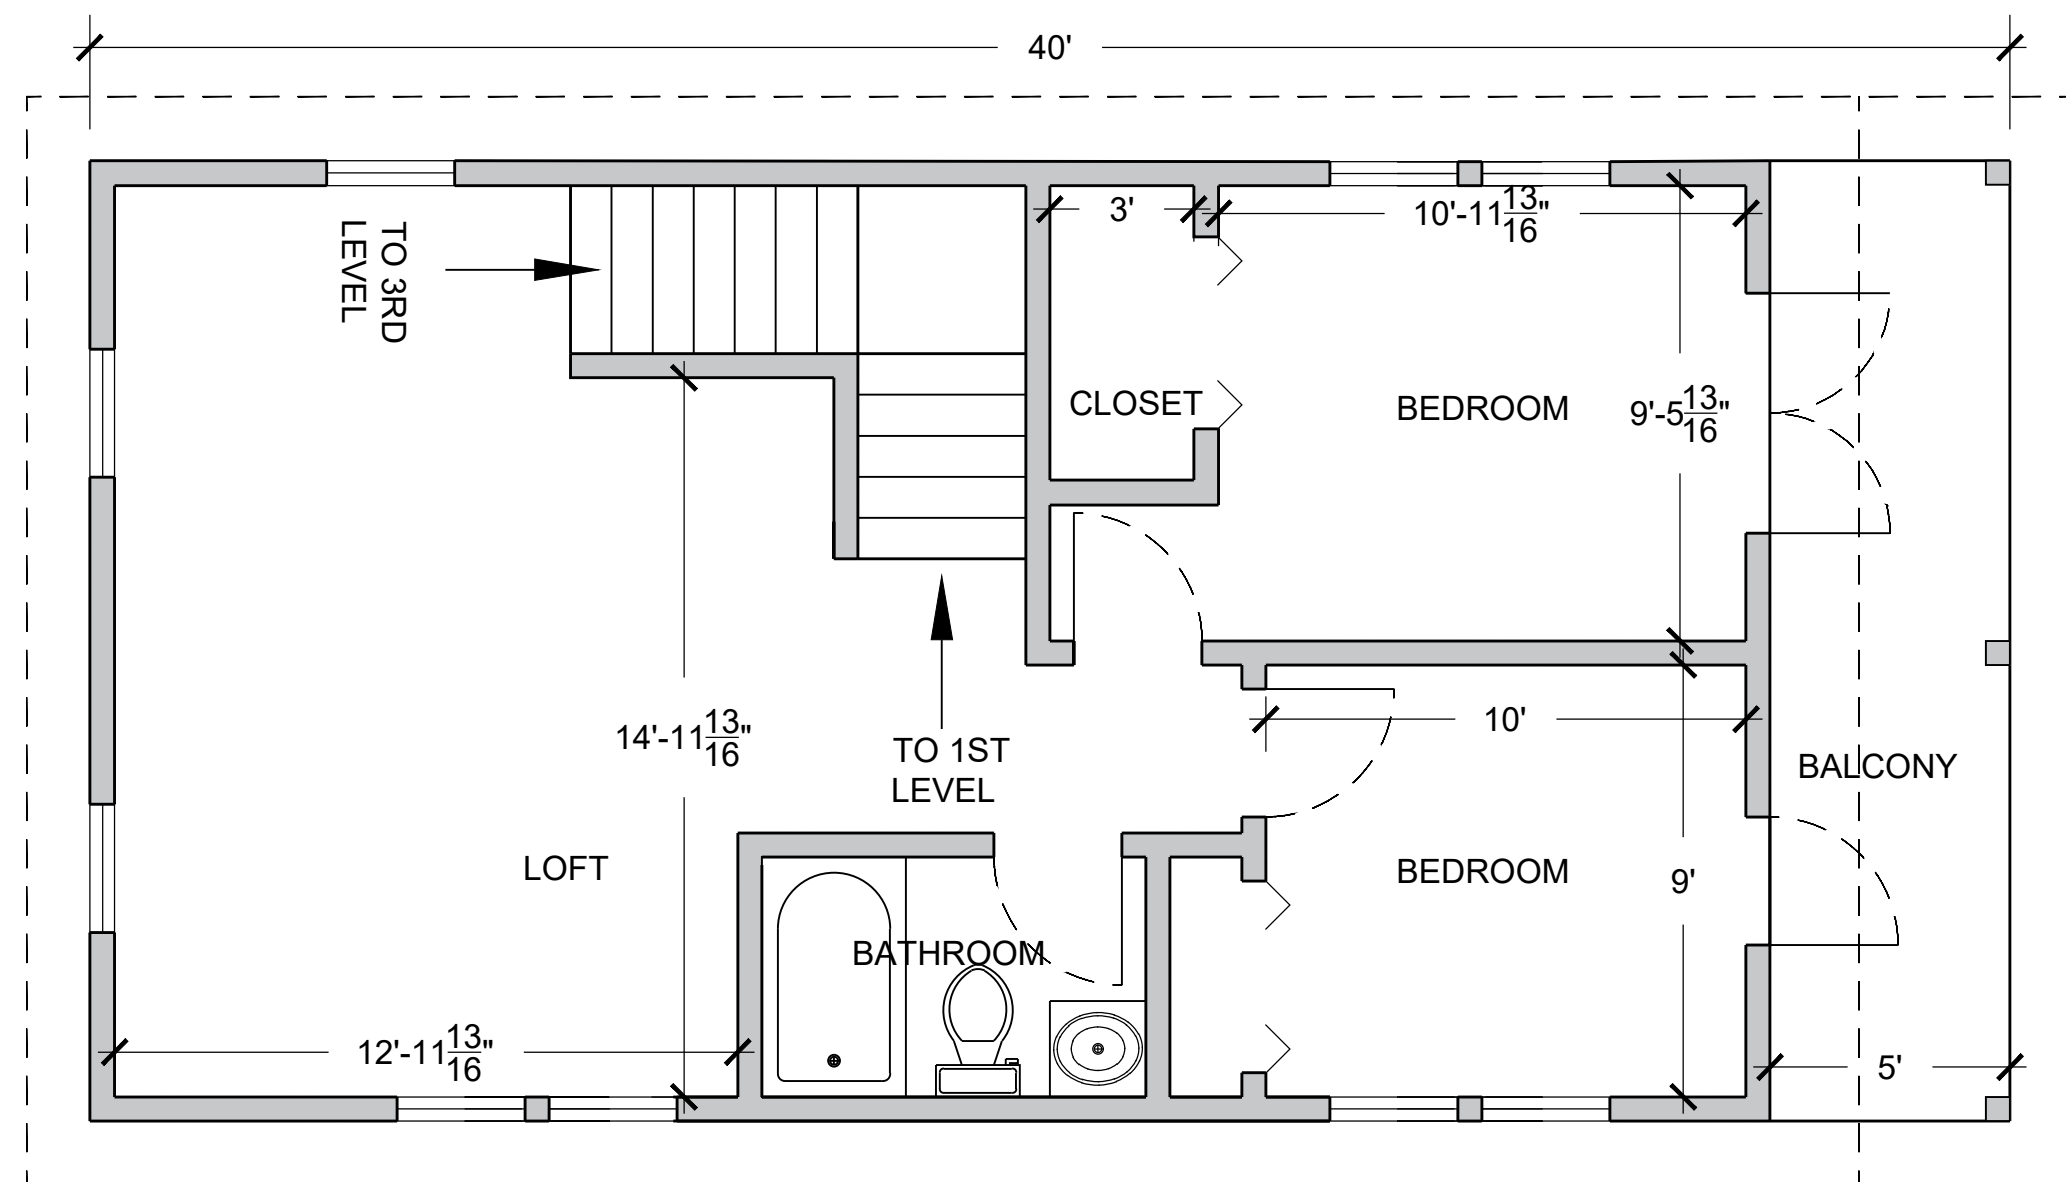 40'
3'
10'-11 13/16"
TO 3RD
LEVEL
CLOSET
BEDROOM
9'-5 13/16"
14'-11 13/16"
TO 1ST
LEVEL
10'
BALCONY
LOFT
BEDROOM
9'
BATHROOM
12'-11 13/16"
5'